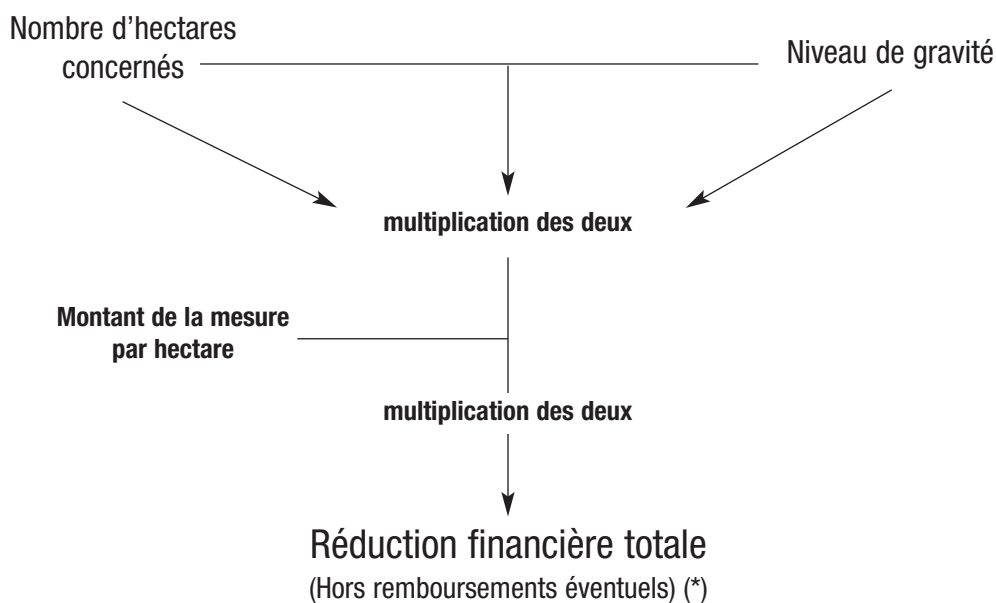 Nombre d’hectares
concernés
Niveau de gravité
multiplication des deux
Montant de la mesure
par hectare
multiplication des deux
Réduction financière totale
(Hors remboursements éventuels) (*)